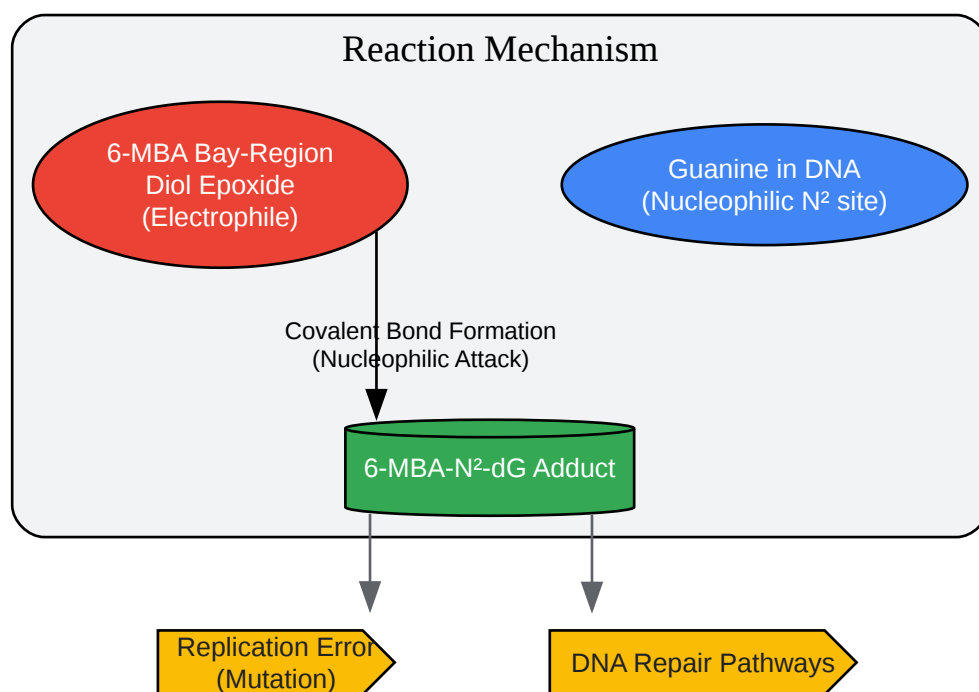 Reaction Mechanism
6-MBA Bay-Region
Diol Epoxide
(Electrophile)
Guanine in DNA
(Nucleophilic N² site)
Covalent Bond Formation
(Nucleophilic Attack)
6-MBA-N²-dG Adduct
Replication Error
(Mutation)
DNA Repair Pathways